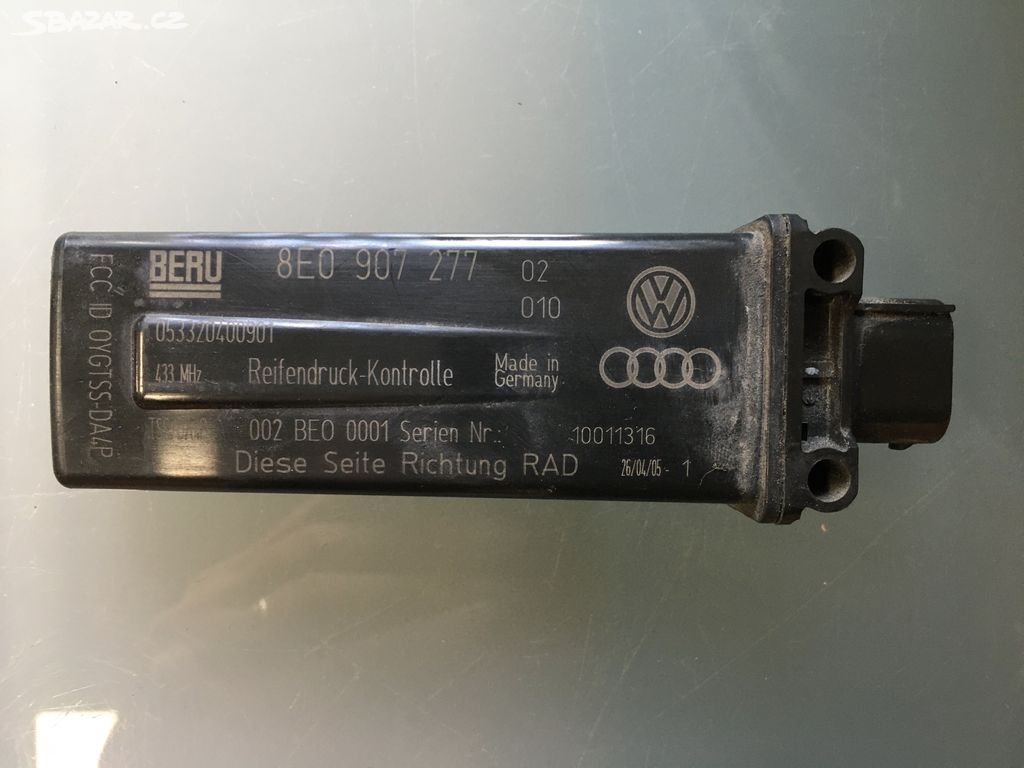 SBAZAR.CZ
BERU 8E0 907 277 02
010
FCC ID OVGTSS-DA4P
053320400901
433 MHz Reifendruck-Kontrolle Made in
Germany
002 BE0 0001 Serien Nr.: 10011316
Diese Seite Richtung RAD 26/04/05- 1